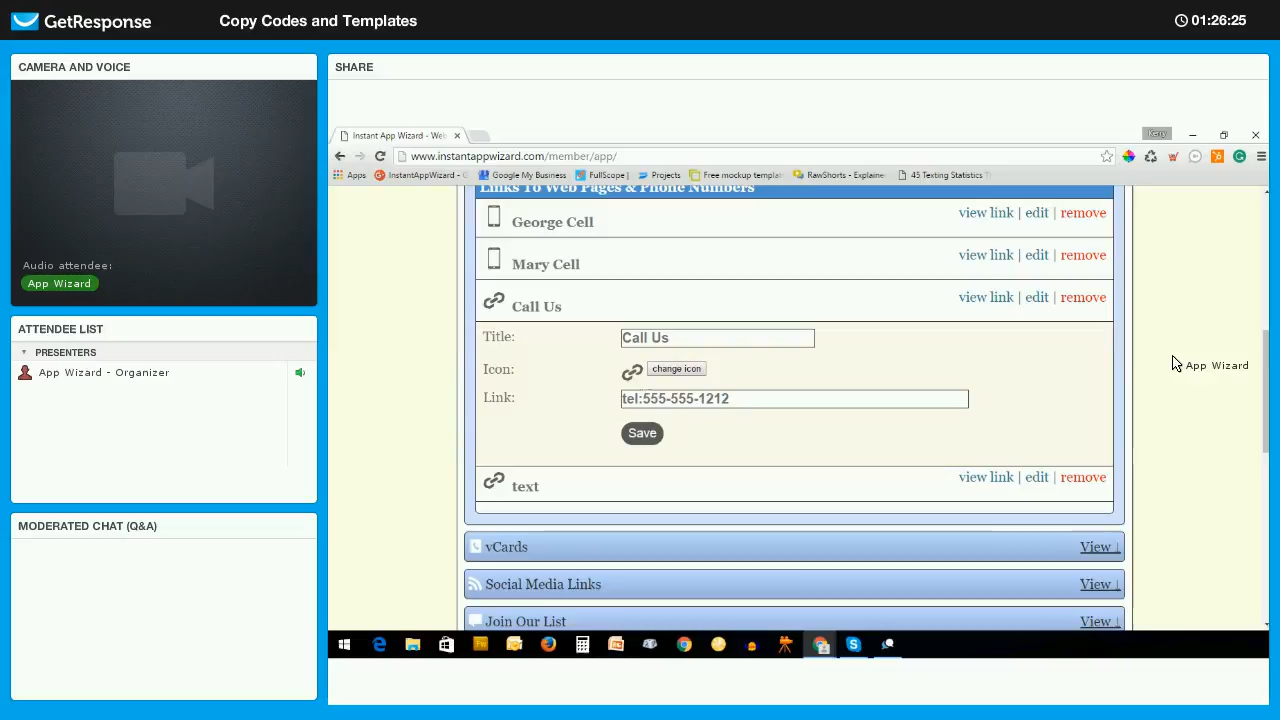 GetResponse
Copy Codes and Templates
01:26:25
CAMERA AND VOICE
Audio attendee:
App Wizard
ATTENDEE LIST
PRESENTERS
App Wizard - Organizer
MODERATED CHAT (Q&A)
SHARE
Instant App Wizard - Web
Kerry
www.instantappwizard.com/member/app/
Apps
InstantAppWizard - G
Google My Business
FullScope |
Projects
Free mockup templat
RawShorts - Explaine
45 Texting Statistics T
Links To Web Pages & Phone Numbers
George Cell
view link | edit | remove
Mary Cell
view link | edit | remove
Call Us
view link | edit | remove
Title:
Call Us
Icon:
change icon
Link:
tel:555-555-1212
Save
text
view link | edit | remove
vCards
View ↓
Social Media Links
View ↓
Join Our List
View ↓
App Wizard